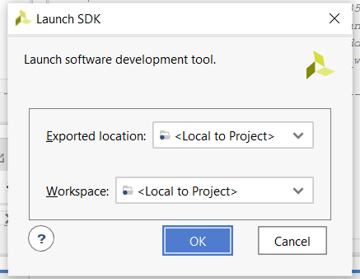 Launch SDK
Launch software development tool.
Exported location: <Local to Project>
Workspace: <Local to Project>
?
OK
Cancel